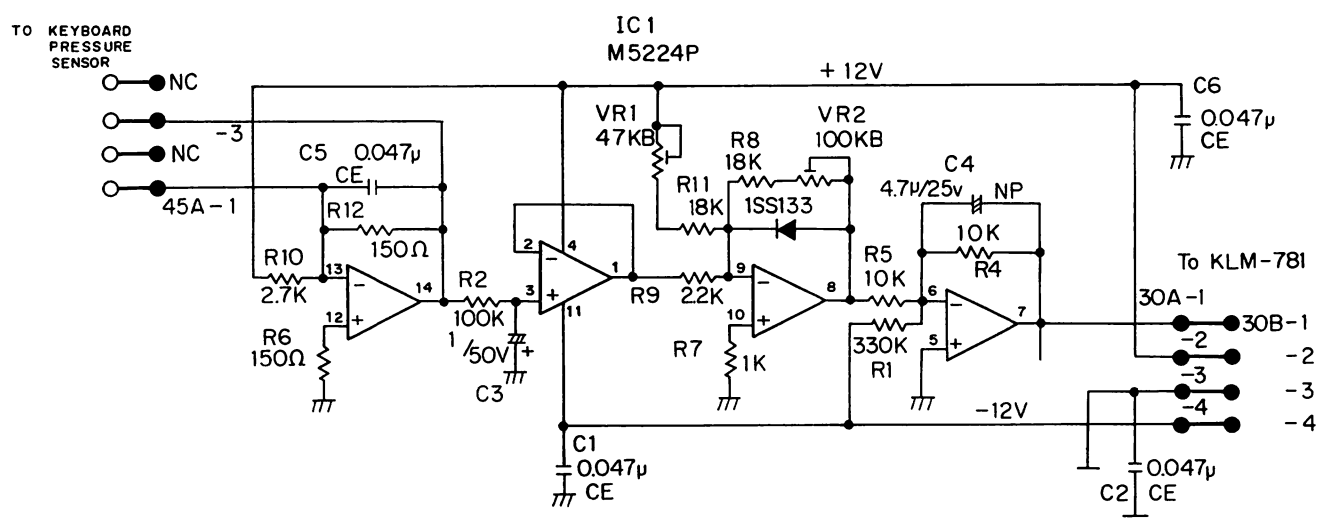 TO KEYBOARD
PRESSURE
SENSOR
NC
-3
NC
45A-1
IC1
M5224P
+12V
C6
0.047μ
CE
VR1
47KB
VR2
100KB
R8
18K
C5 0.047μ
CE
R12
150Ω
R11
18K
1SS133
C4
4.7μ/25v NP
10K
R4
R10
2.7K
13
12
14
R6
150Ω
R2
100K
1/50V
+
C3
2
3
4
11
1
R9
22K
9
10
8
R7
1K
R5
10K
330K
R1
6
5
7
To KLM-781
30A-1
30B-1
-2
-2
-3
-3
-4
-4
-12V
C1
0.047μ
CE
C2
0.047μ
CE